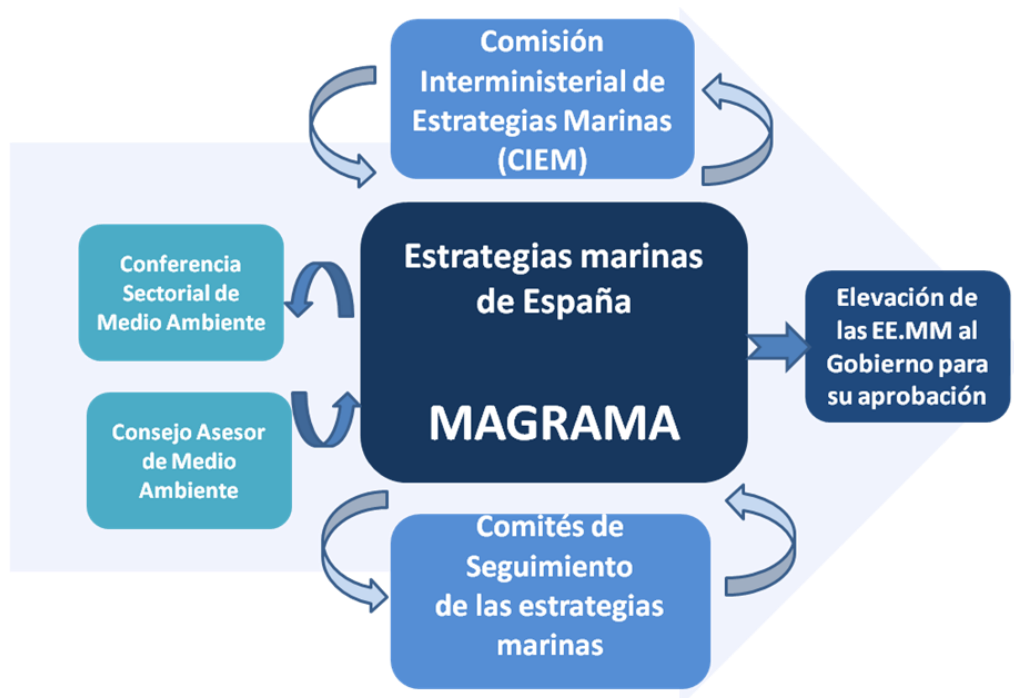 Comisión
Interministerial de
Estrategias Marinas
(CIEM)
Conferencia
Sectorial de
Medio Ambiente
Consejo Asesor
de Medio
Ambiente
Estrategias marinas
de España
MAGRAMA
Elevación de
las EE.MM al
Gobierno para
su aprobación
Comités de
Seguimiento
de las estrategias
marinas